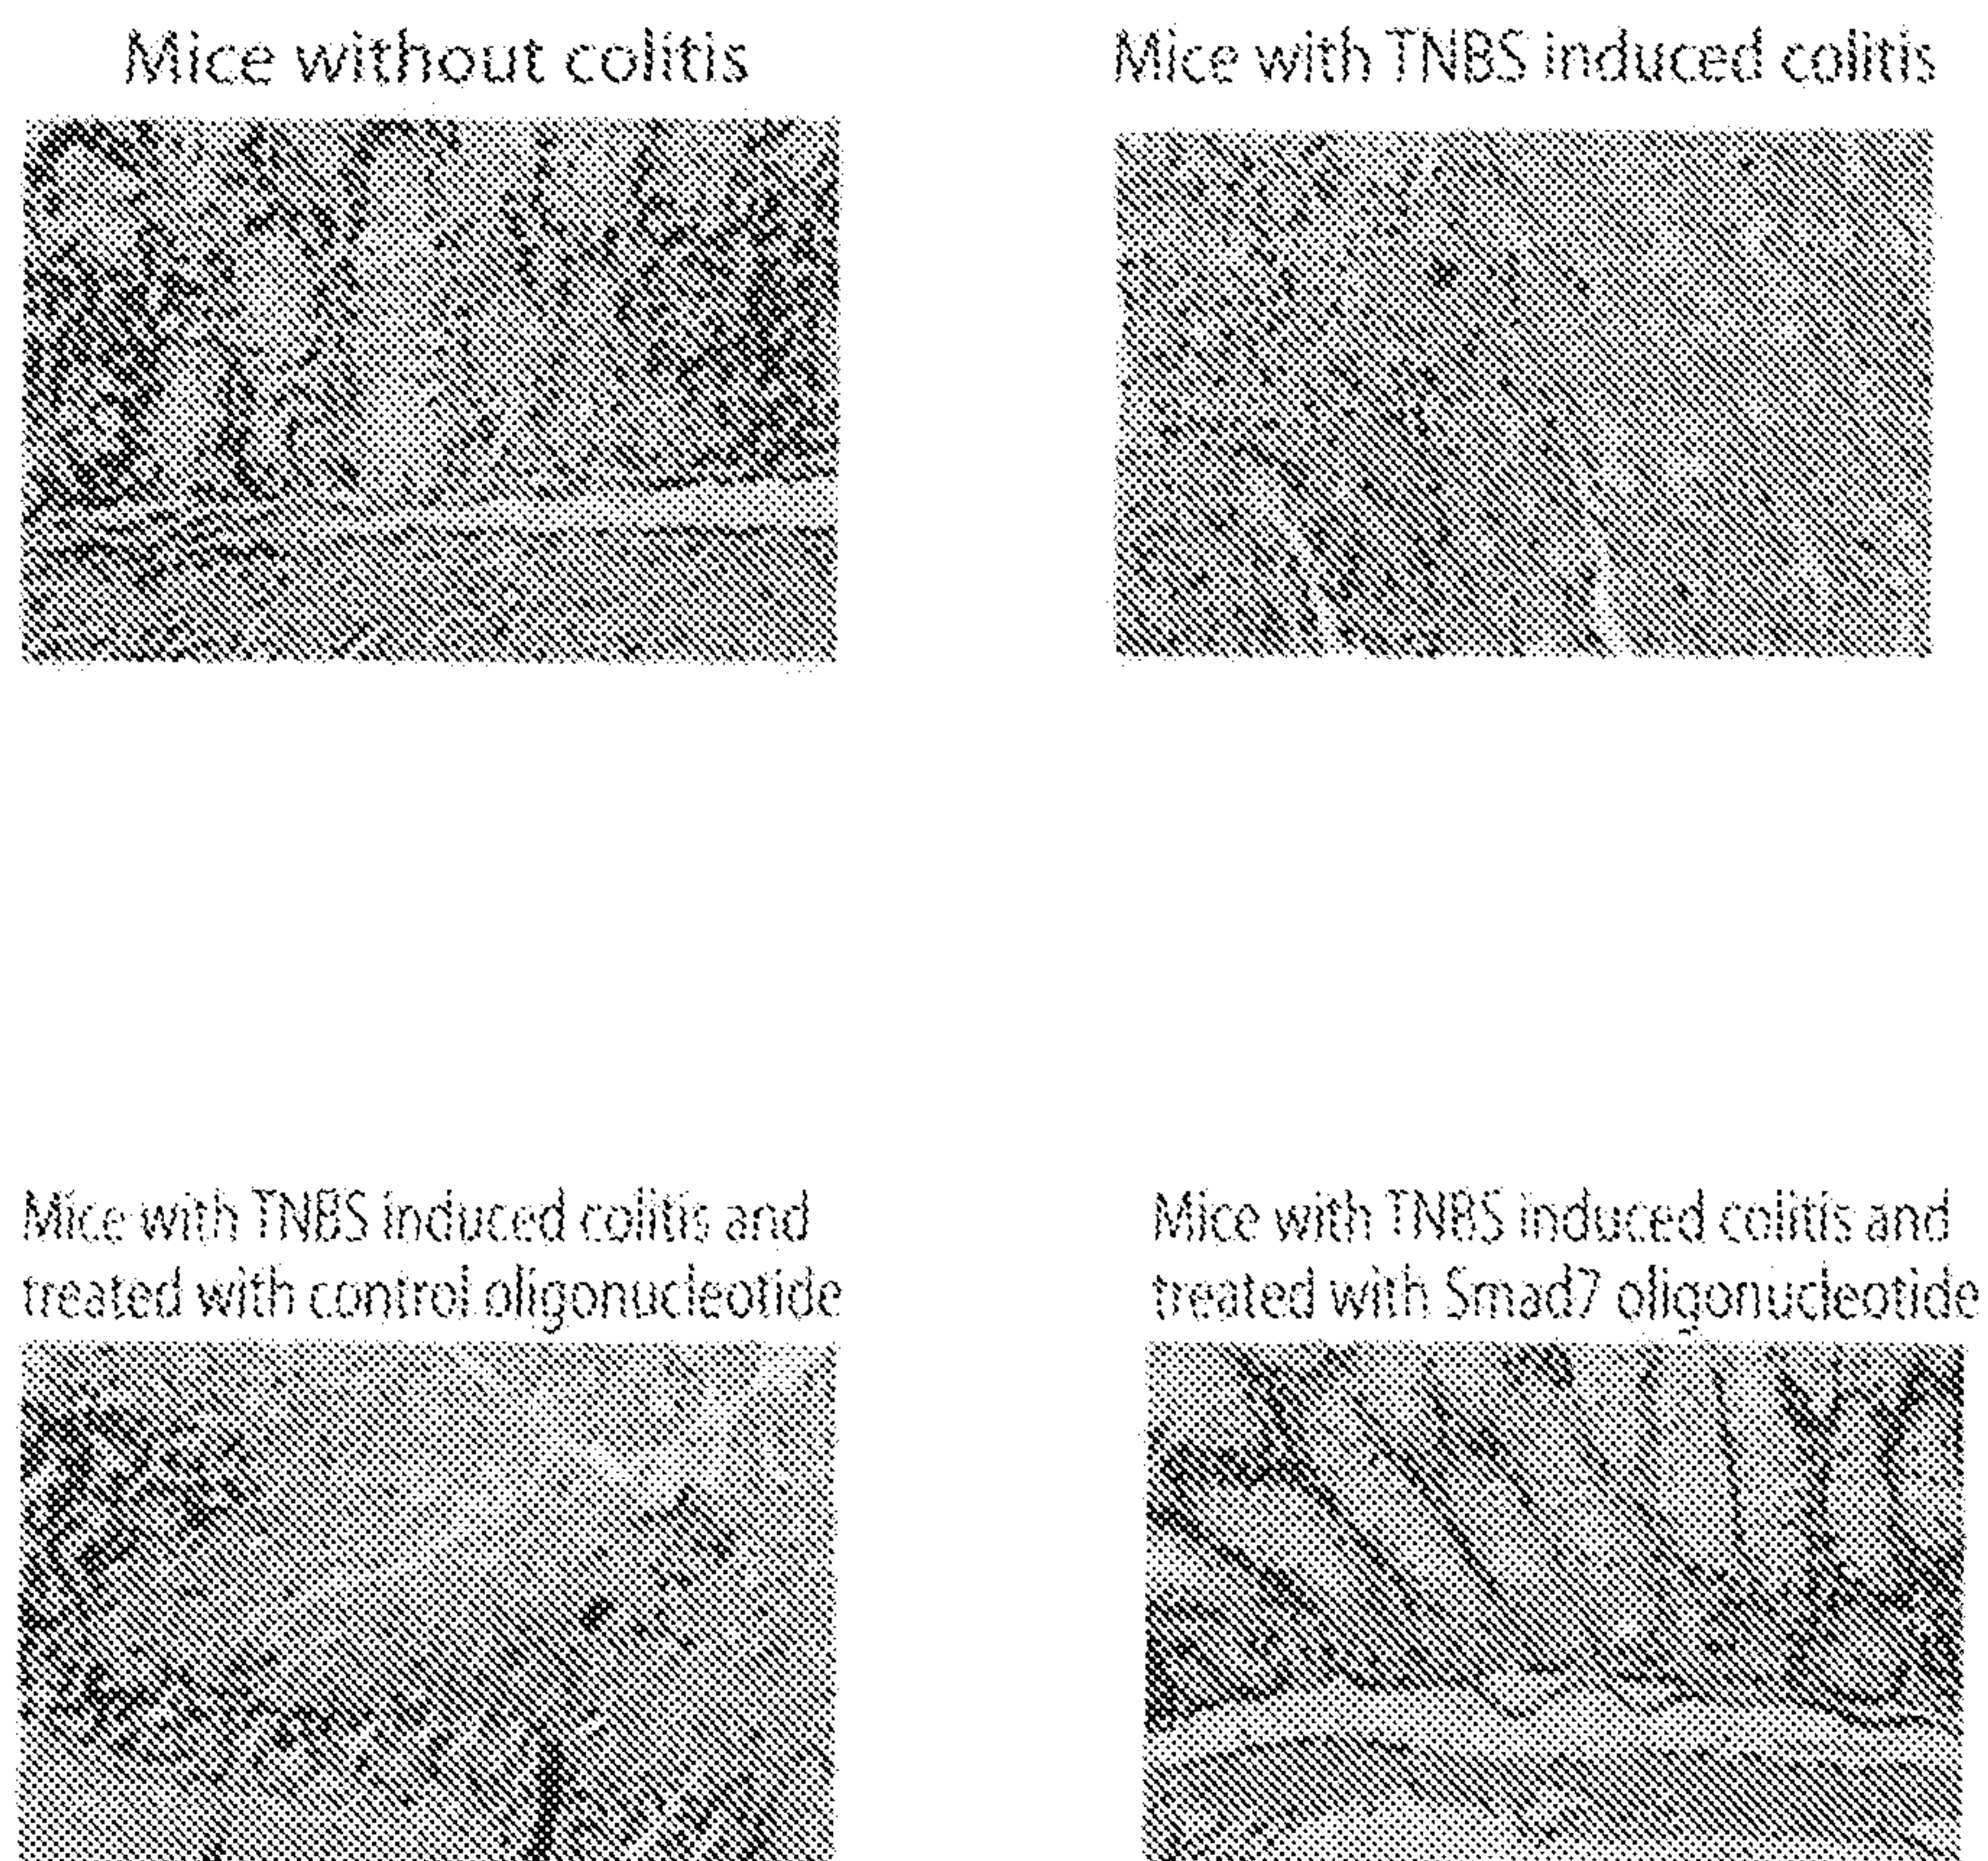 Mice without colitis
Mice with TNBS induced colitis
Mice with TNBS induced colitis and
treated with control oligonucleotide
Mice with TNBS induced colitis and
treated with Smad7 oligonucleotide